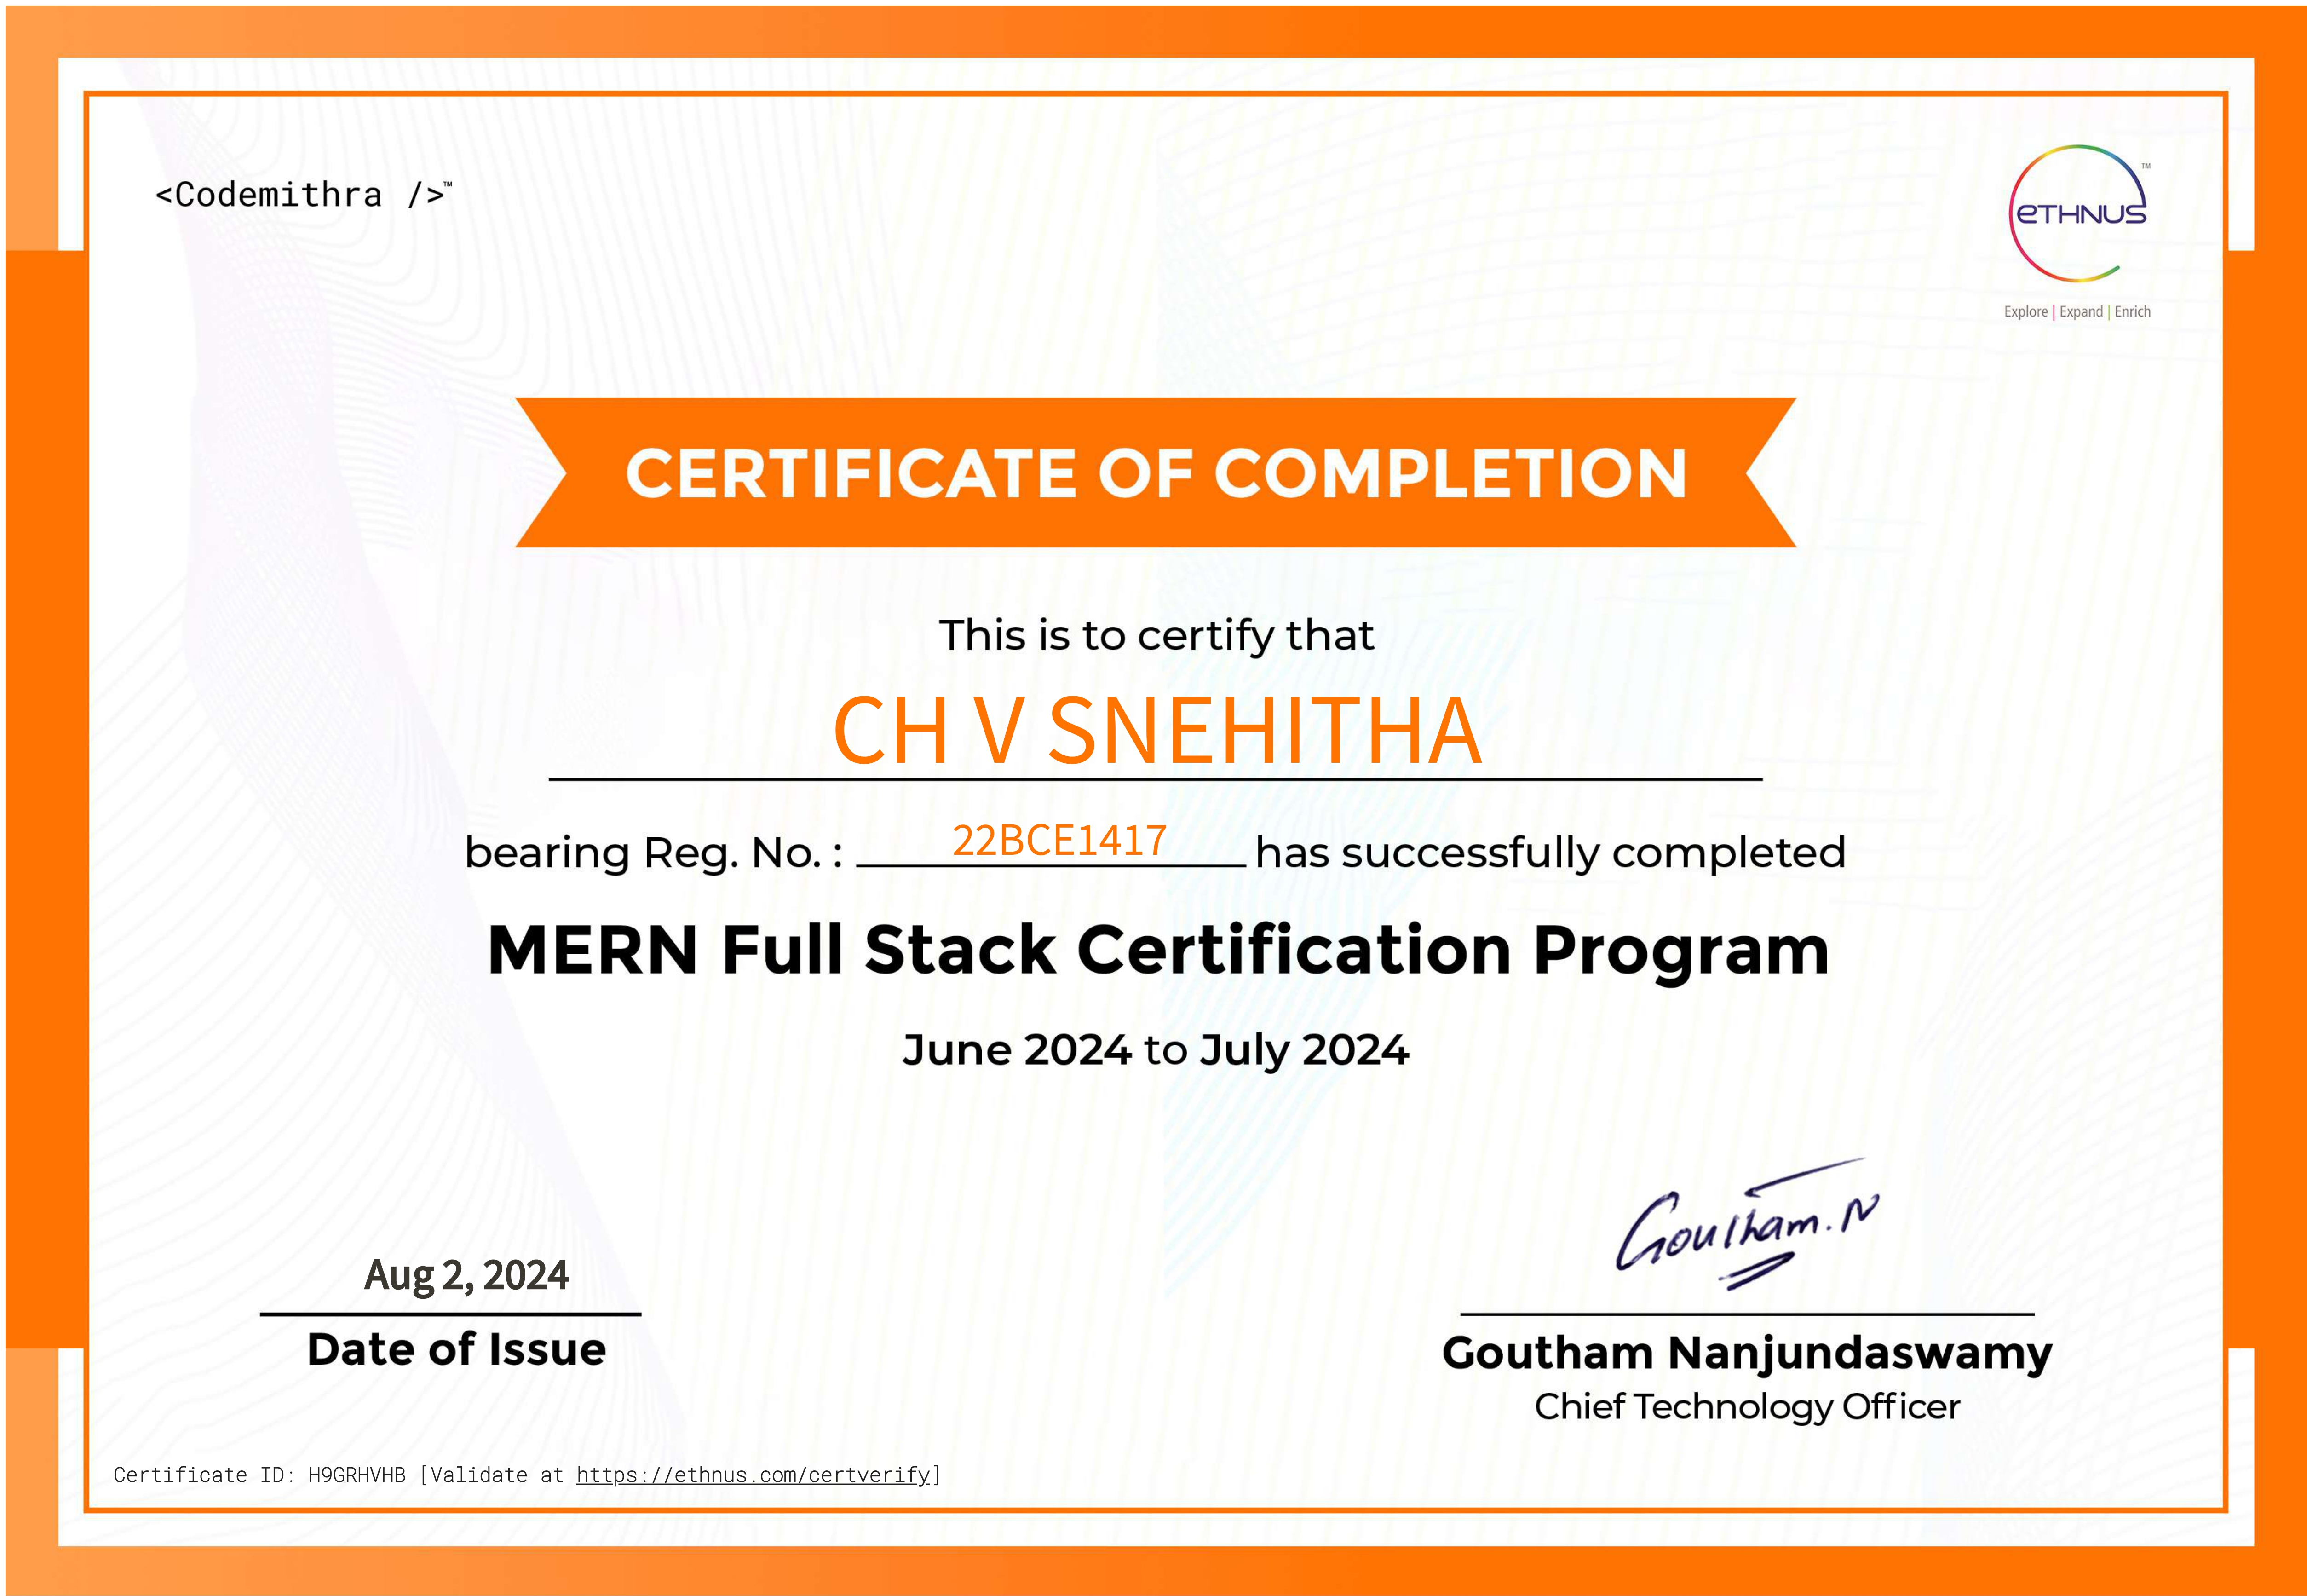 <Codemithra />™
eTHNUS™
Explore | Expand | Enrich
CERTIFICATE OF COMPLETION
This is to certify that
CH V SNEHITHA
bearing Reg. No. : 22BCE1417 has successfully completed
MERN Full Stack Certification Program
June 2024 to July 2024
Goutham.N
Aug 2, 2024
Date of Issue
Goutham Nanjundaswamy
Chief Technology Officer
Certificate ID: H9GRHVHB [Validate at https://ethnus.com/certverify]